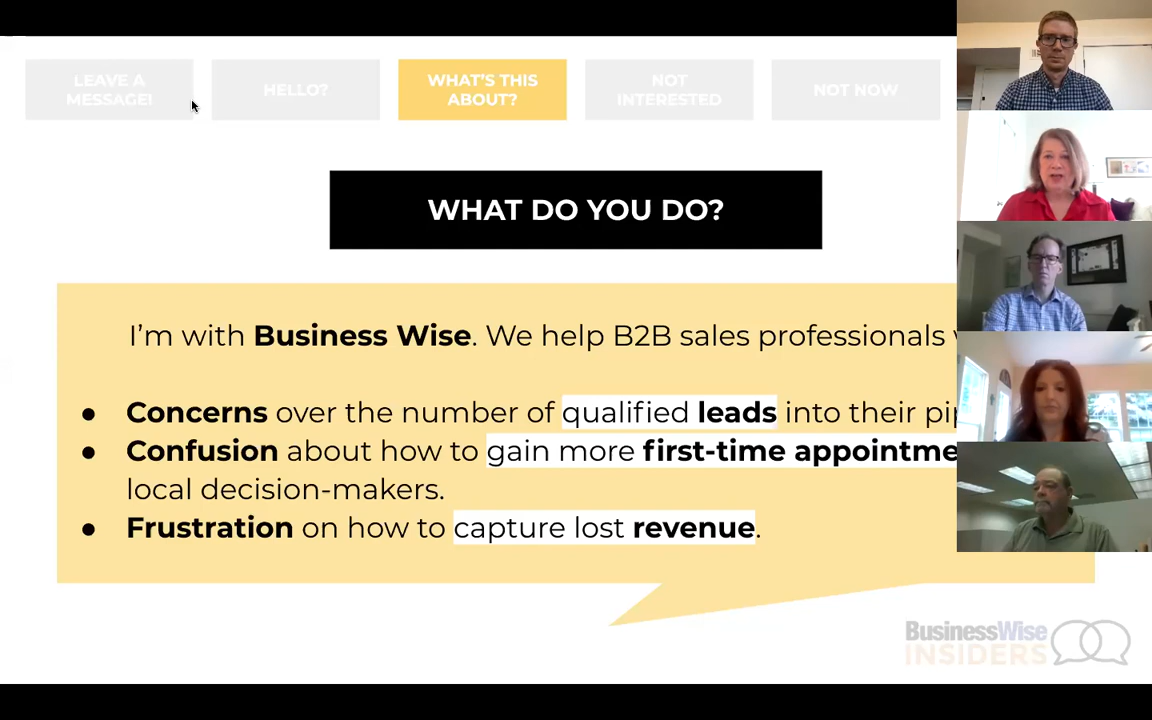 LEAVE A
MESSAGE!
HELLO?
WHAT'S THIS
ABOUT?
NOT
INTERESTED
NOT NOW
WHAT DO YOU DO?
I'm with Business Wise. We help B2B sales professionals
● Concerns over the number of qualified leads into their
● Confusion about how to gain more first-time
local decision-makers.
● Frustration on how to capture lost revenue.
BusinessWise
INSIDERS